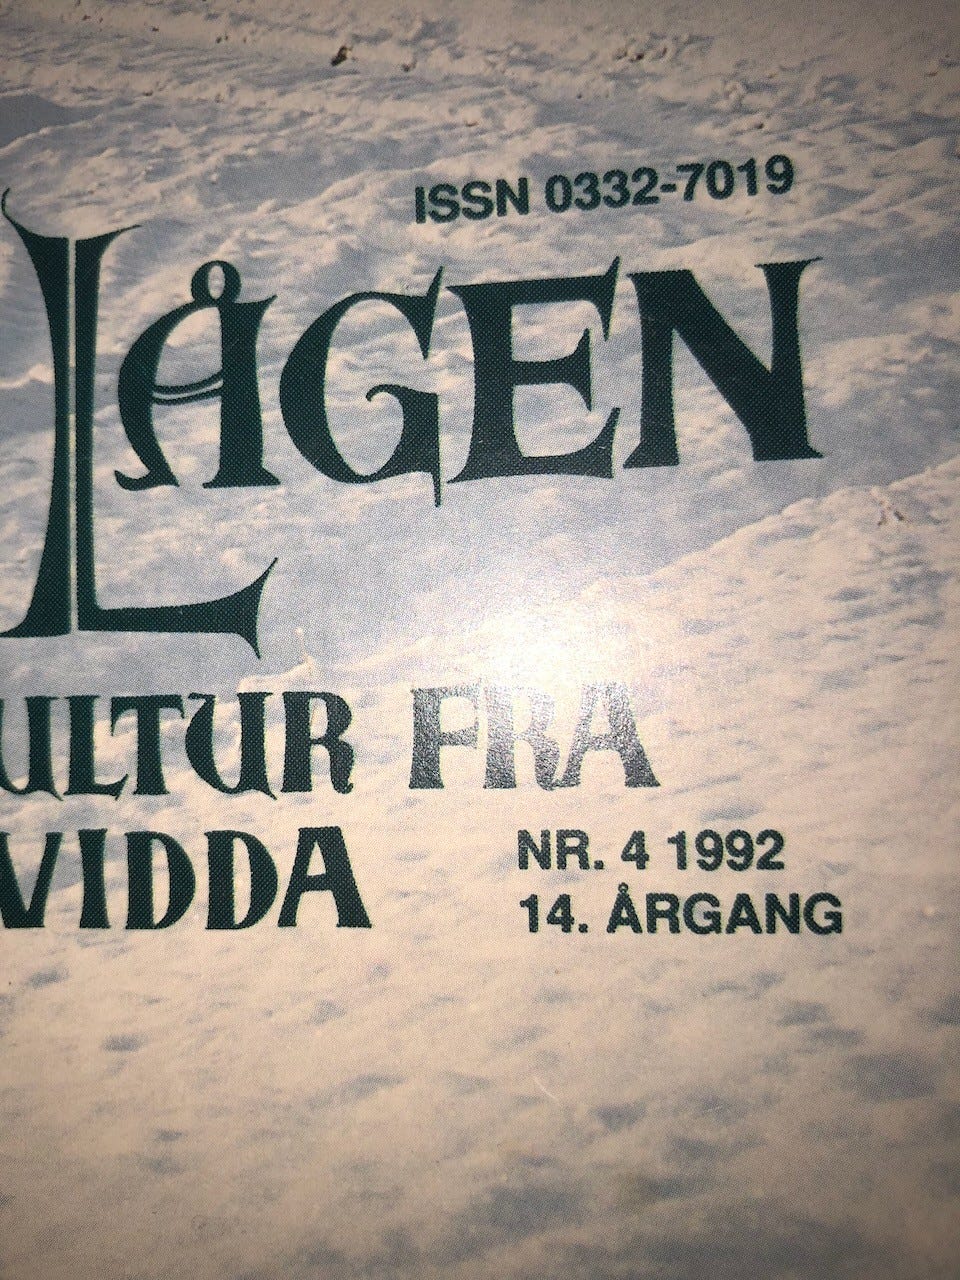 ISSN 0332-7019
LÅGEN
ULTUR FRA
VIDDA
NR. 4 1992
14. ÅRGANG